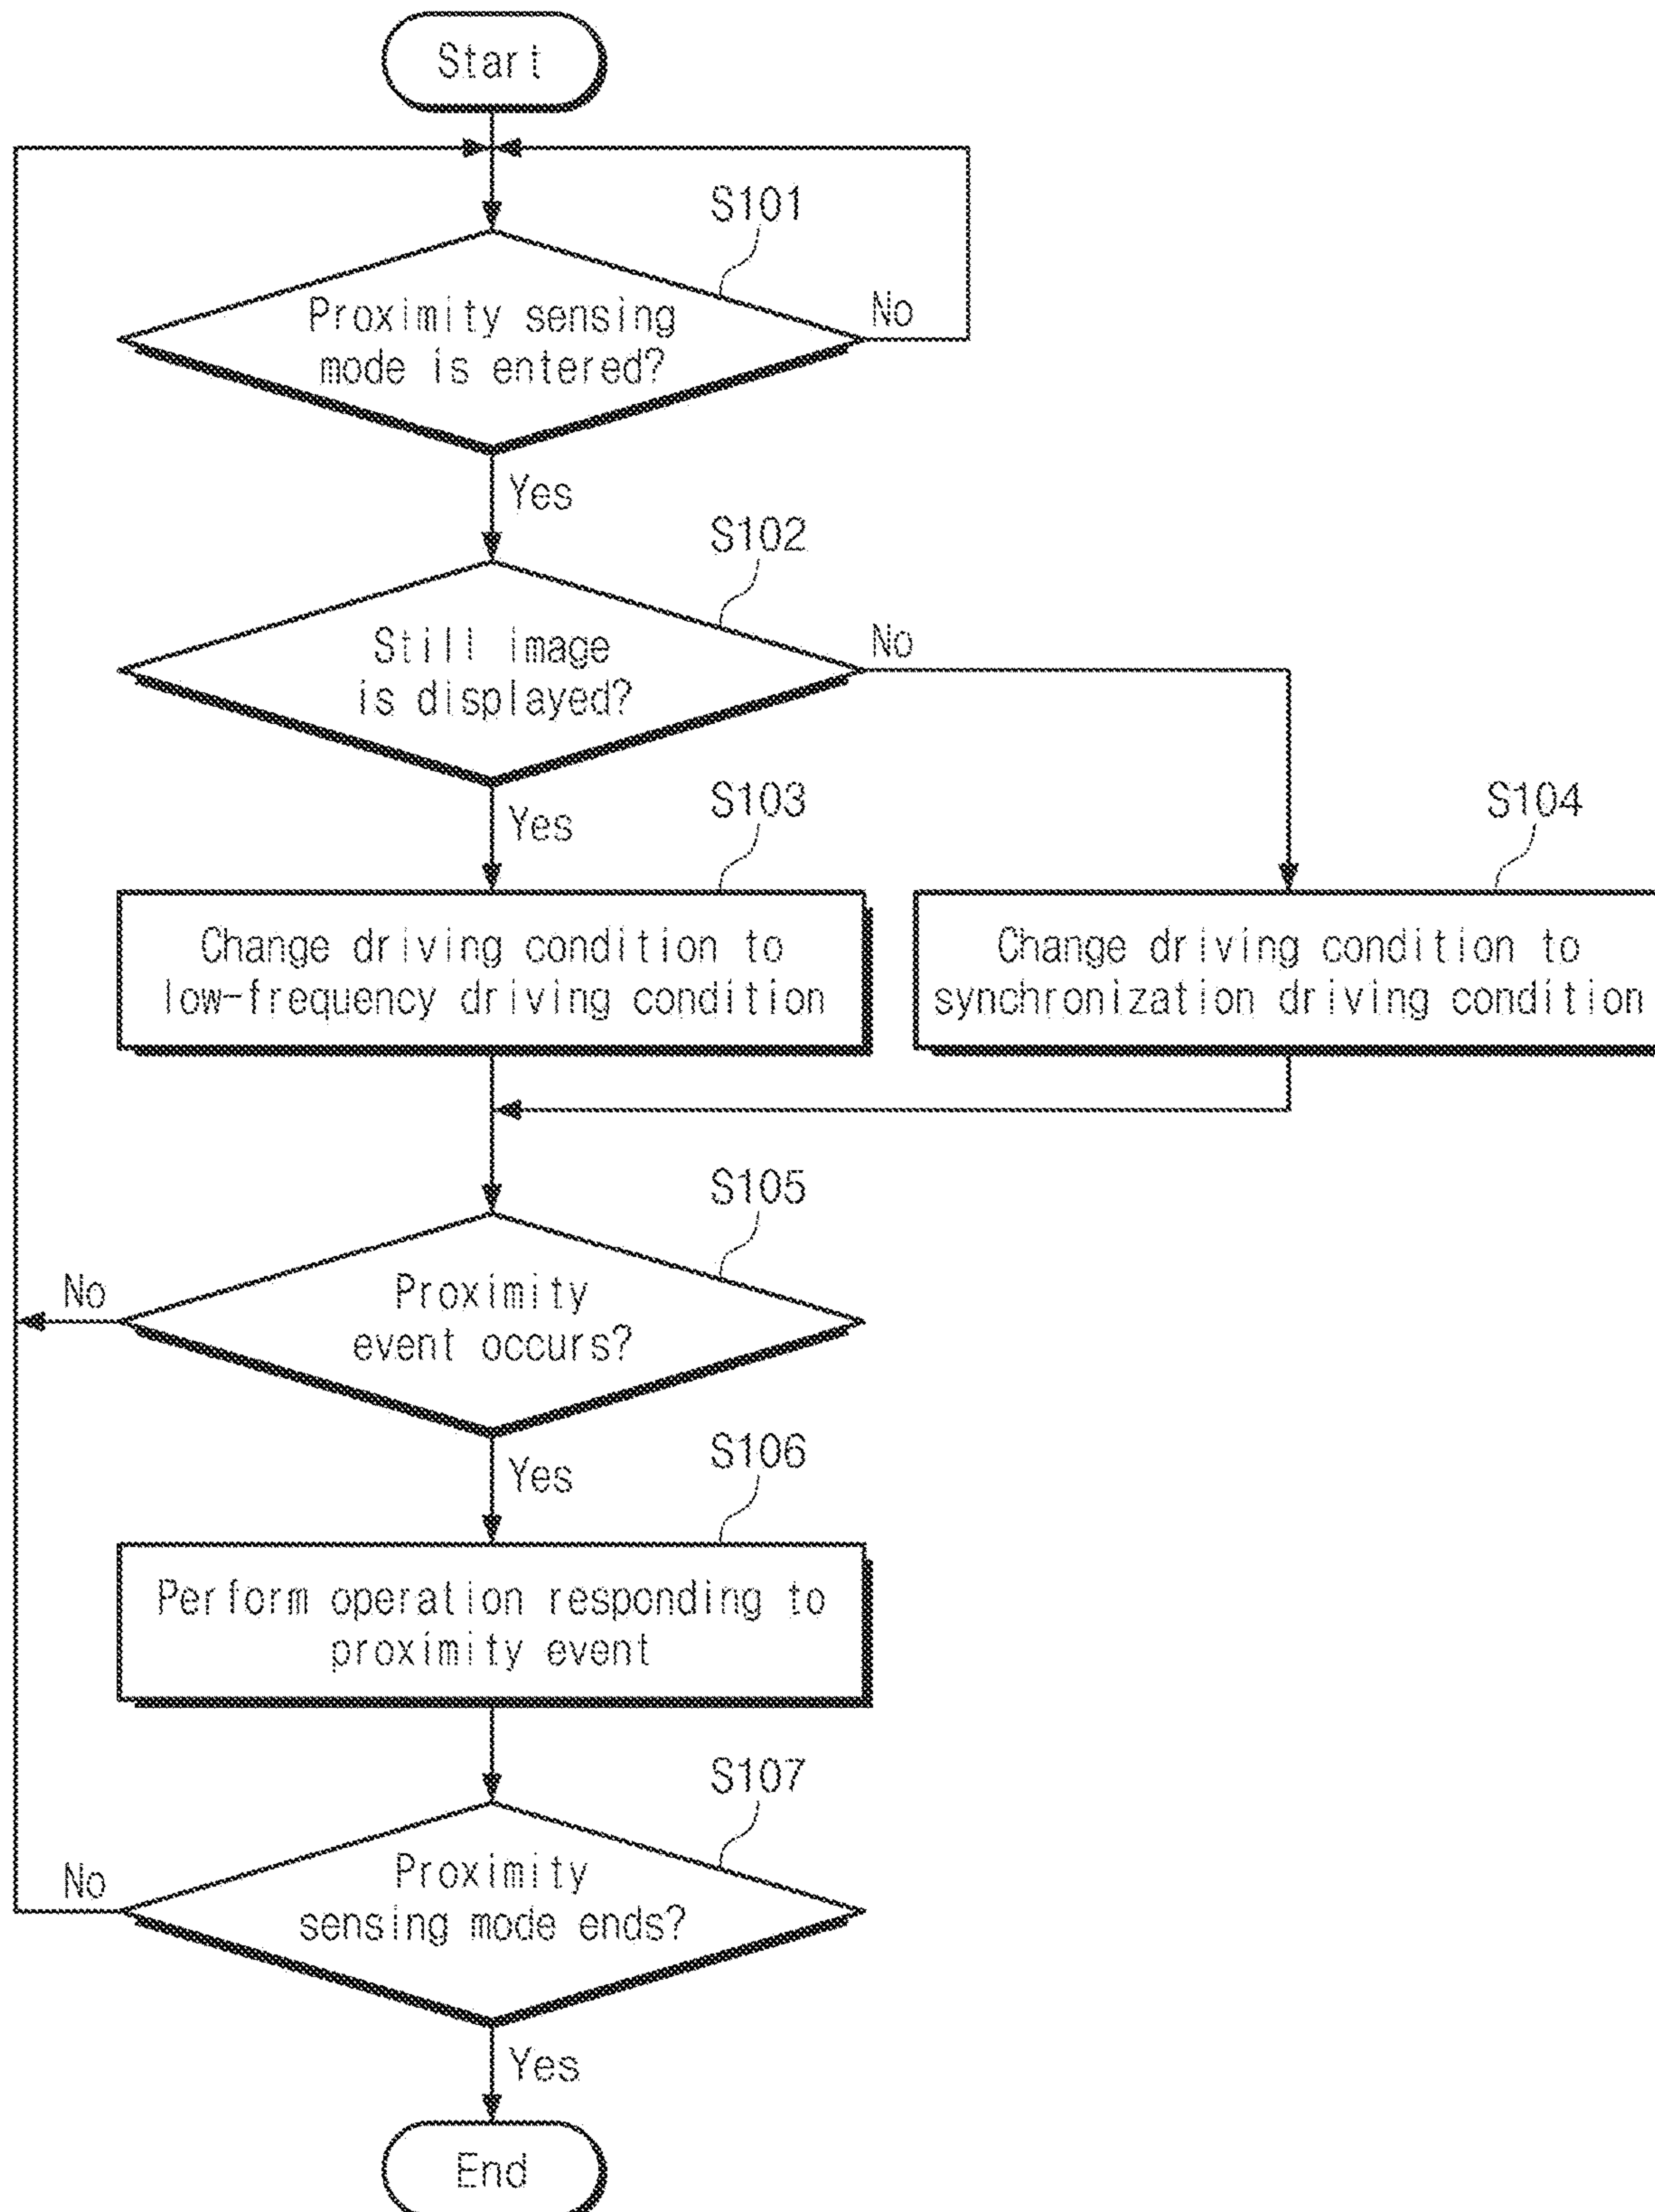 Start
S101
Proximity sensing
mode is entered?
No
Yes
S102
Still image
is displayed?
No
Yes
S103
S104
Change driving condition to
low-frequency driving condition
Change driving condition to
synchronization driving condition
S105
Proximity
event occurs?
No
Yes
S106
Perform operation responding to
proximity event
S107
Proximity
sensing mode ends?
No
Yes
End